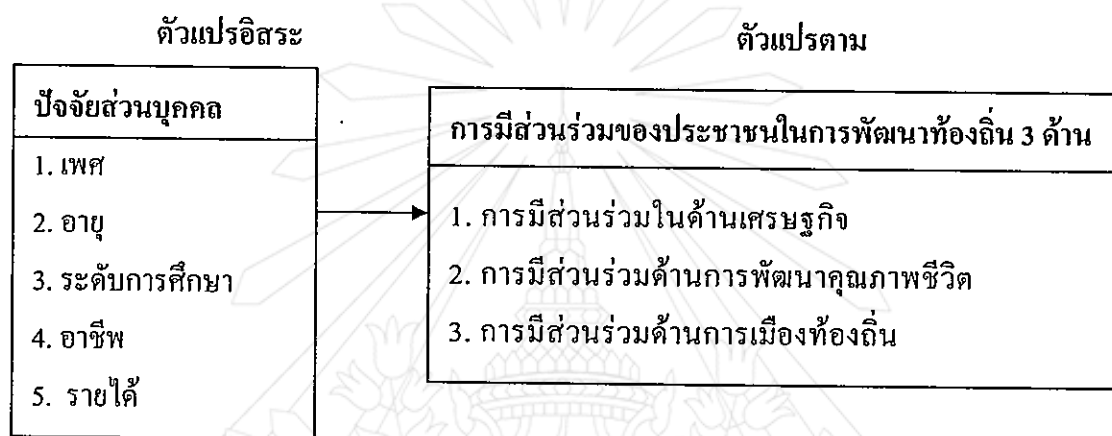 ตัวแปรอิสระ
ตัวแปรตาม
ปัจจัยส่วนบุคคล
1. เพศ
2. อายุ
3. ระดับการศึกษา
4. อาชีพ
5. รายได้
การมีส่วนร่วมของประชาชนในการพัฒนาท้องถิ่น 3 ด้าน
1. การมีส่วนร่วมในด้านเศรษฐกิจ
2. การมีส่วนร่วมด้านการพัฒนาคุณภาพชีวิต
3. การมีส่วนร่วมด้านการเมืองท้องถิ่น